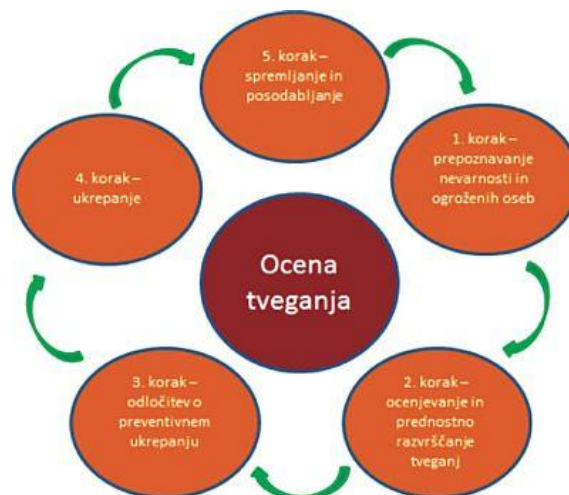 5. korak –
spremljanje in
posodabljanje
1. korak –
prepoznavanje
nevarnosti in
ogroženih oseb
4. korak –
ukrepanje
Ocena
tveganja
3. korak –
odločitev o
preventivnem
ukrepanju
2. korak –
ocenjevanje in
prednostno
razvrščanje
tveganj